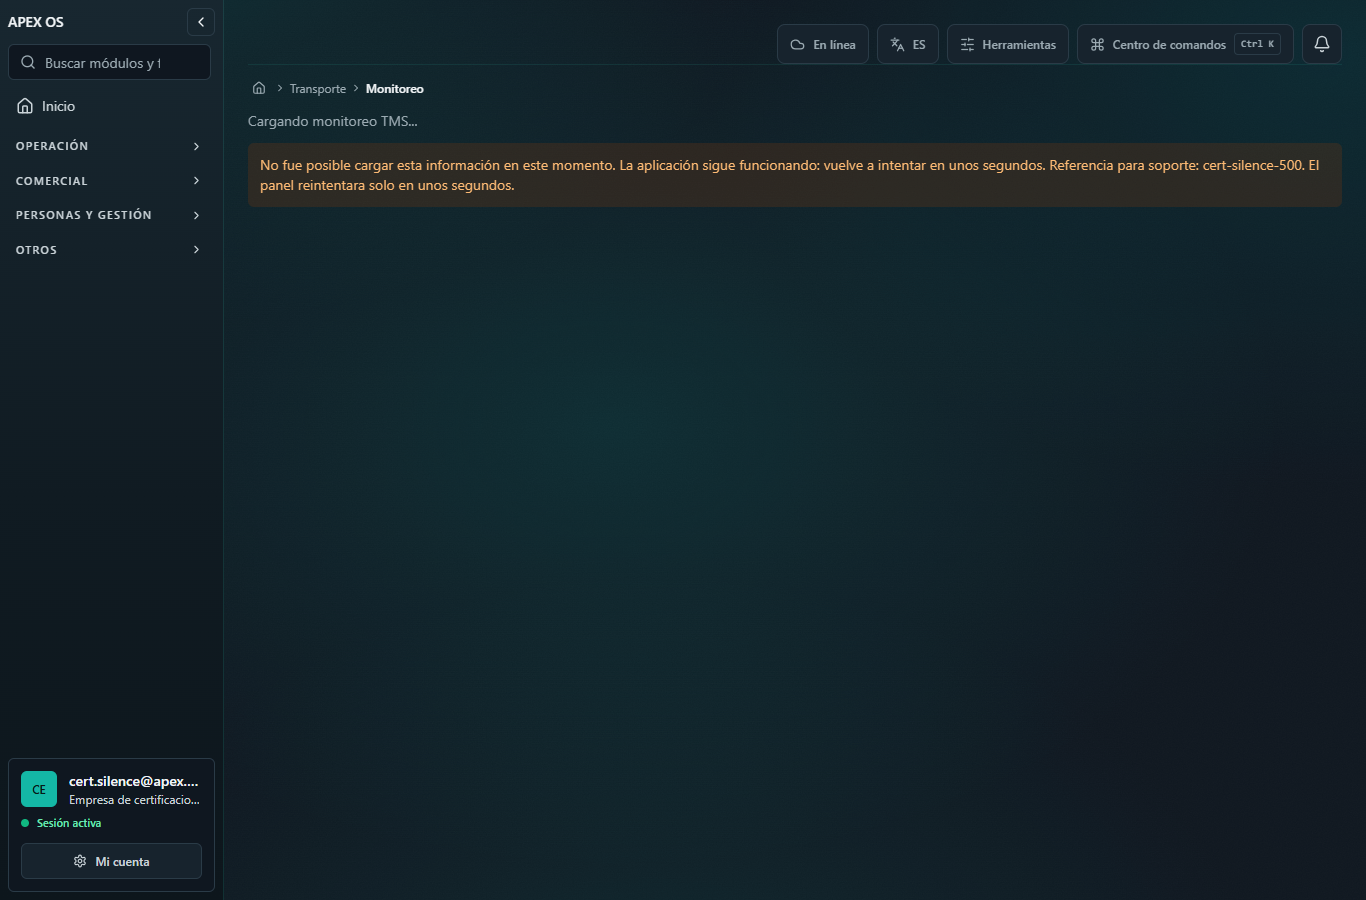 APEX OS
Buscar módulos y f
Inicio
OPERACIÓN
COMERCIAL
PERSONAS Y GESTIÓN
OTROS
cert.silence@apex....
CE
Empresa de certificacio...
Sesión activa
Mi cuenta
En línea
ES
Herramientas
Centro de comandos
Ctrl K
Transporte
Monitoreo
Cargando monitoreo TMS...
No fue posible cargar esta información en este momento. La aplicación sigue funcionando: vuelve a intentar en unos segundos. Referencia para soporte: cert-silence-500. El
panel reintentara solo en unos segundos.